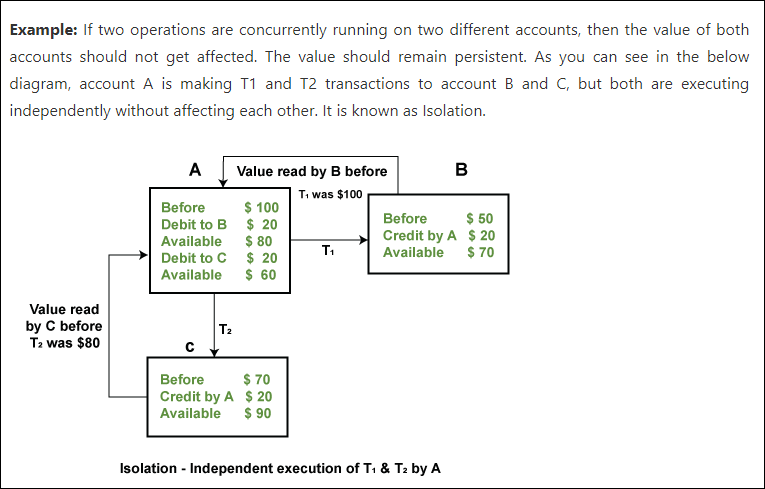 Example: If two operations are concurrently running on two different accounts, then the value of both
accounts should not get affected. The value should remain persistent. As you can see in the below
diagram, account A is making T1 and T2 transactions to account B and C, but both are executing
independently without affecting each other. It is known as Isolation.
A
Value read by B before
T₁ was $100
B
Before $ 100
Debit to B $ 20
Available $ 80
Debit to C $ 20
Available $ 60
T₁
Before $ 50
Credit by A $ 20
Available $ 70
Value read
by C before
T₂ was $80
T₂
C
Before $ 70
Credit by A $ 20
Available $ 90
Isolation - Independent execution of T₁ & T₂ by A